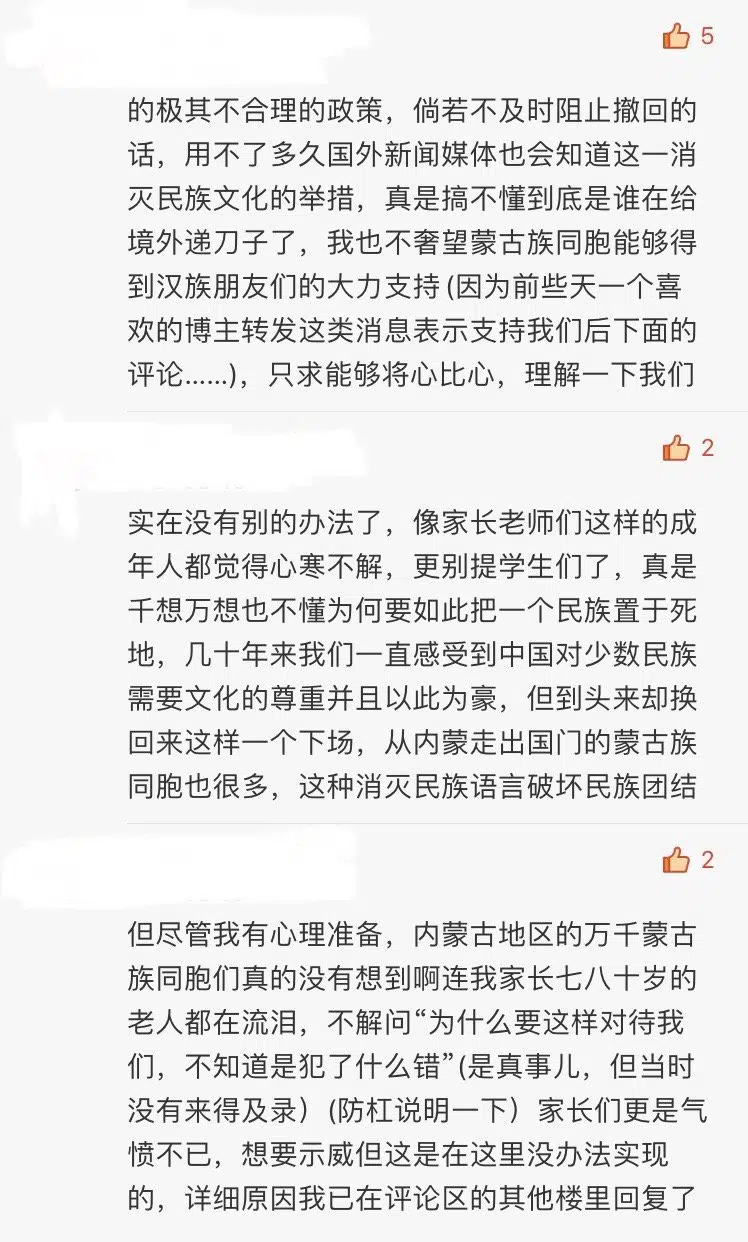 5
的极其不合理的政策，倘若不及时阻止撤回的
话，用不了多久国外新闻媒体也会知道这一消
灭民族文化的举措，真是搞不懂到底是谁在给
境外递刀子了，我也不奢望蒙古族同胞能够得
到汉族朋友们的大力支持(因为前些天一个喜
欢的博主转发这类消息表示支持我们后下面的
评论......)，只求能够将心比心，理解一下我们
2
实在没有别的办法了，像家长老师们这样的成
年人都觉得心寒不解，更别提学生们了，真是
千想万想也不懂为何要如此把一个民族置于死
地，几十年来我们一直感受到中国对少数民族
需要文化的尊重并且以此为豪，但到头来却换
回来这样一个下场，从内蒙走出国门的蒙古族
同胞也很多，这种消灭民族语言破坏民族团结
2
但尽管我有心理准备，内蒙古地区的万千蒙古
族同胞们真的没有想到啊连我家长七八十岁的
老人都在流泪，不解问“为什么要这样对待我
们，不知道是犯了什么错”(是真事儿，但当时
没有来得及录）(防杠说明一下）家长们更是气
愤不已，想要示威但这是在这里没办法实现
的，详细原因我已在评论区的其他楼里回复了